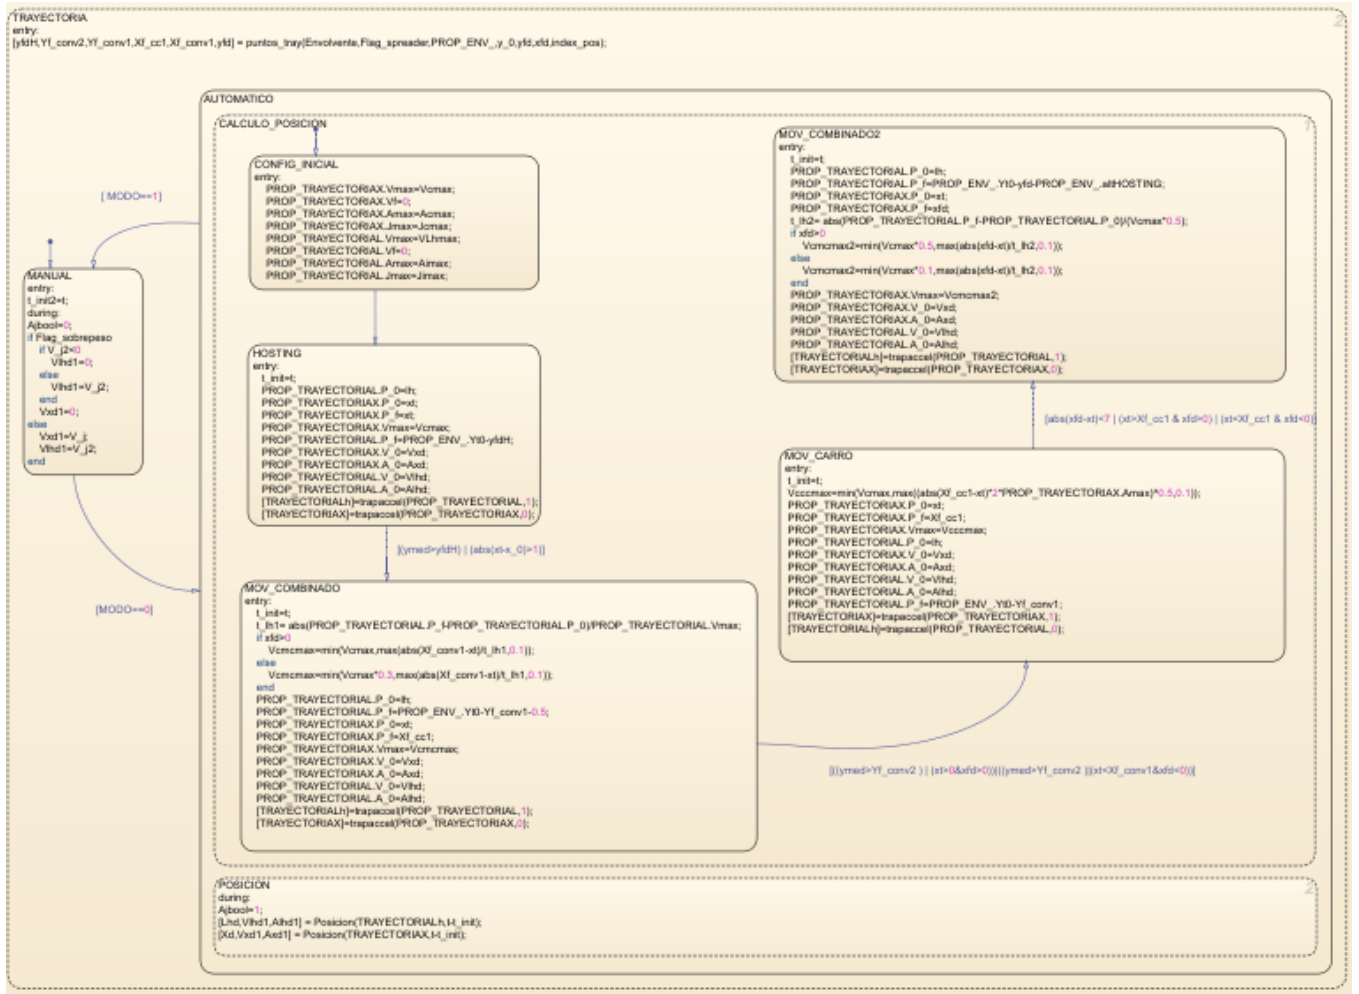 TRAYECTORIA
2
entry:
[yfdH,Yf_conv2,Yf_conv1,Xf_cc1,Xf_conv1,yfd] = puntos_tray(Envolvente,Flag_spreader,PROP_ENV_,y_0,yfd,xfd,index_pos);
AUTOMATICO
CALCULO_POSICION
1
CONFIG_INICIAL
entry:
PROP_TRAYECTORIAX.Vmax=Vcmax;
PROP_TRAYECTORIAX.Vf=0;
PROP_TRAYECTORIAX.Amax=Acmax;
PROP_TRAYECTORIAX.Jmax=Jcmax;
PROP_TRAYECTORIAL.Vmax=VLhmax;
PROP_TRAYECTORIAL.Vf=0;
PROP_TRAYECTORIAL.Amax=Aimax;
PROP_TRAYECTORIAL.Jmax=Jimax;
[ MODO==1]
MANUAL
entry:
t_init2=t;
during:
Ajbool=0;
if Flag_sobrepeso
if V_j2<0
Vlhd1=0;
else
Vlhd1=V_j2;
end
Vxd1=0;
else
Vxd1=V_j;
Vlhd1=V_j2;
end
[MODO==0]
HOSTING
entry:
t_init=t;
PROP_TRAYECTORIAL.P_0=lh;
PROP_TRAYECTORIAX.P_0=xt;
PROP_TRAYECTORIAX.P_f=xt;
PROP_TRAYECTORIAX.Vmax=Vcmax;
PROP_TRAYECTORIAL.P_f=PROP_ENV_.Yt0-yfdH;
PROP_TRAYECTORIAX.V_0=Vxd;
PROP_TRAYECTORIAX.A_0=Axd;
PROP_TRAYECTORIAL.V_0=Vlhd;
PROP_TRAYECTORIAL.A_0=Alhd;
[TRAYECTORIALh]=trapaccel(PROP_TRAYECTORIAL,1);
[TRAYECTORIAX]=trapaccel(PROP_TRAYECTORIAX,0);
[(ymed>yfdH) | (abs(xt-x_0)>1)]
MOV_COMBINADO
entry:
t_init=t;
t_lh1= abs(PROP_TRAYECTORIAL.P_f-PROP_TRAYECTORIAL.P_0)/PROP_TRAYECTORIAL.Vmax;
if xfd>0
Vcmcmax=min(Vcmax,max(abs(Xf_conv1-xt)/t_lh1,0.1));
else
Vcmcmax=min(Vcmax*0.3,max(abs(Xf_conv1-xt)/t_lh1,0.1));
end
PROP_TRAYECTORIAL.P_0=lh;
PROP_TRAYECTORIAL.P_f=PROP_ENV_.Yt0-Yf_conv1-0.5;
PROP_TRAYECTORIAX.P_0=xt;
PROP_TRAYECTORIAX.P_f=Xf_cc1;
PROP_TRAYECTORIAX.Vmax=Vcmcmax;
PROP_TRAYECTORIAX.V_0=Vxd;
PROP_TRAYECTORIAX.A_0=Axd;
PROP_TRAYECTORIAL.V_0=Vlhd;
PROP_TRAYECTORIAL.A_0=Alhd;
[TRAYECTORIALh]=trapaccel(PROP_TRAYECTORIAL,1);
[TRAYECTORIAX]=trapaccel(PROP_TRAYECTORIAX,0);
[((ymed>Yf_conv2 ) | (xt>0&xfd>0))|((ymed>Yf_conv2 )|(xt<Xf_conv1&xfd<0))]
MOV_CARRO
entry:
t_init=t;
Vcccmax=min(Vcmax,max((abs(Xf_cc1-xt)*2*PROP_TRAYECTORIAX.Amax)^0.5,0.1));
PROP_TRAYECTORIAX.P_0=xt;
PROP_TRAYECTORIAX.P_f=Xf_cc1;
PROP_TRAYECTORIAX.Vmax=Vcccmax;
PROP_TRAYECTORIAL.P_0=lh;
PROP_TRAYECTORIAX.V_0=Vxd;
PROP_TRAYECTORIAX.A_0=Axd;
PROP_TRAYECTORIAL.V_0=Vlhd;
PROP_TRAYECTORIAL.A_0=Alhd;
PROP_TRAYECTORIAL.P_f=PROP_ENV_.Yt0-Yf_conv1;
[TRAYECTORIAX]=trapaccel(PROP_TRAYECTORIAX,1);
[TRAYECTORIALh]=trapaccel(PROP_TRAYECTORIAL,0);
[abs(xfd-xt)<7 | (xt>Xf_cc1 & xfd>0) | (xt<Xf_cc1 & xfd<0)]
MOV_COMBINADO2
entry:
t_init=t;
PROP_TRAYECTORIAL.P_0=lh;
PROP_TRAYECTORIAL.P_f=PROP_ENV_.Yt0-yfd-PROP_ENV_.altHOSTING;
PROP_TRAYECTORIAX.P_0=xt;
PROP_TRAYECTORIAX.P_f=xfd;
t_lh2= abs(PROP_TRAYECTORIAL.P_f-PROP_TRAYECTORIAL.P_0)/(Vcmax*0.5);
if xfd>0
Vcmcmax2=min(Vcmax*0.5,max(abs(xfd-xt)/t_lh2,0.1));
else
Vcmcmax2=min(Vcmax*0.1,max(abs(xfd-xt)/t_lh2,0.1));
end
PROP_TRAYECTORIAX.Vmax=Vcmcmax2;
PROP_TRAYECTORIAX.V_0=Vxd;
PROP_TRAYECTORIAX.A_0=Axd;
PROP_TRAYECTORIAL.V_0=Vlhd;
PROP_TRAYECTORIAL.A_0=Alhd;
[TRAYECTORIALh]=trapaccel(PROP_TRAYECTORIAL,1);
[TRAYECTORIAX]=trapaccel(PROP_TRAYECTORIAX,0);
POSICION
2
during:
Ajbool=1;
[Lhd,Vlhd1,Alhd1] = Posicion(TRAYECTORIALh,t-t_init);
[Xd,Vxd1,Axd1] = Posicion(TRAYECTORIAX,t-t_init);